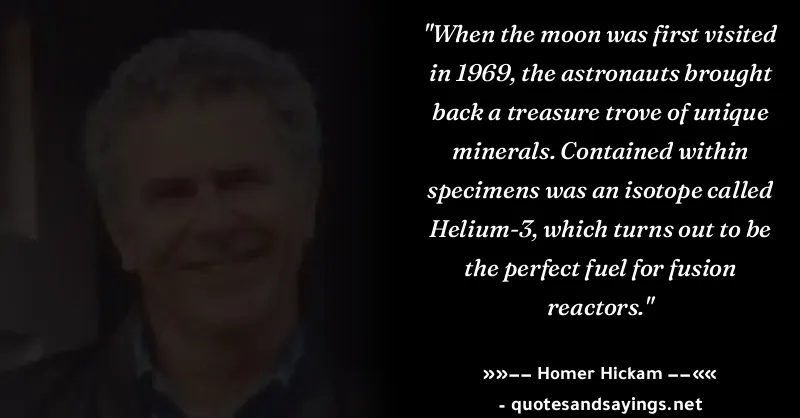 "When the moon was first visited
in 1969, the astronauts brought
back a treasure trove of unique
minerals. Contained within
specimens was an isotope called
Helium-3, which turns out to be
the perfect fuel for fusion
reactors."
»»–– Homer Hickam ––««
- quotesandsayings.net